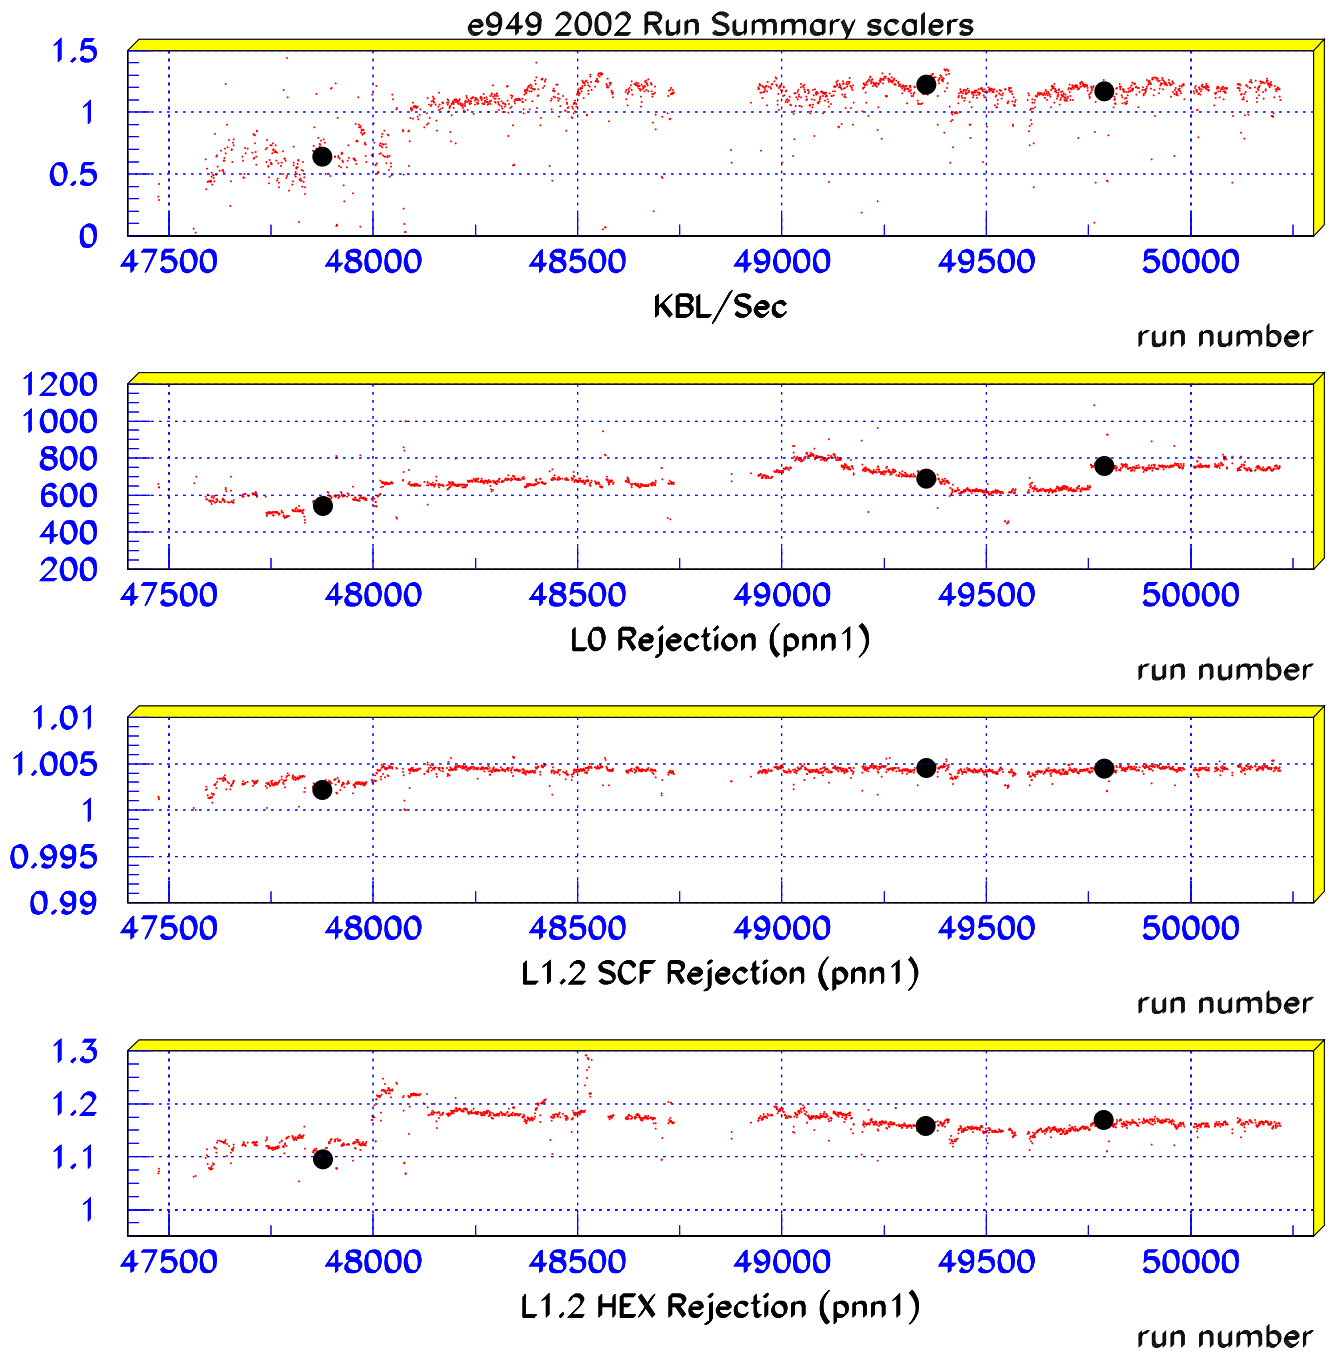 e949 2002 Run Summary scalers
1.5
1
0.5
0
47500 48000 48500 49000 49500 50000
KBL/Sec
run number
1200
1000
800
600
400
200
47500 48000 48500 49000 49500 50000
L0 Rejection (pnn1)
run number
1.01
1.005
1
0.995
0.99
47500 48000 48500 49000 49500 50000
L1.2 SCF Rejection (pnn1)
run number
1.3
1.2
1.1
1
47500 48000 48500 49000 49500 50000
L1.2 HEX Rejection (pnn1)
run number